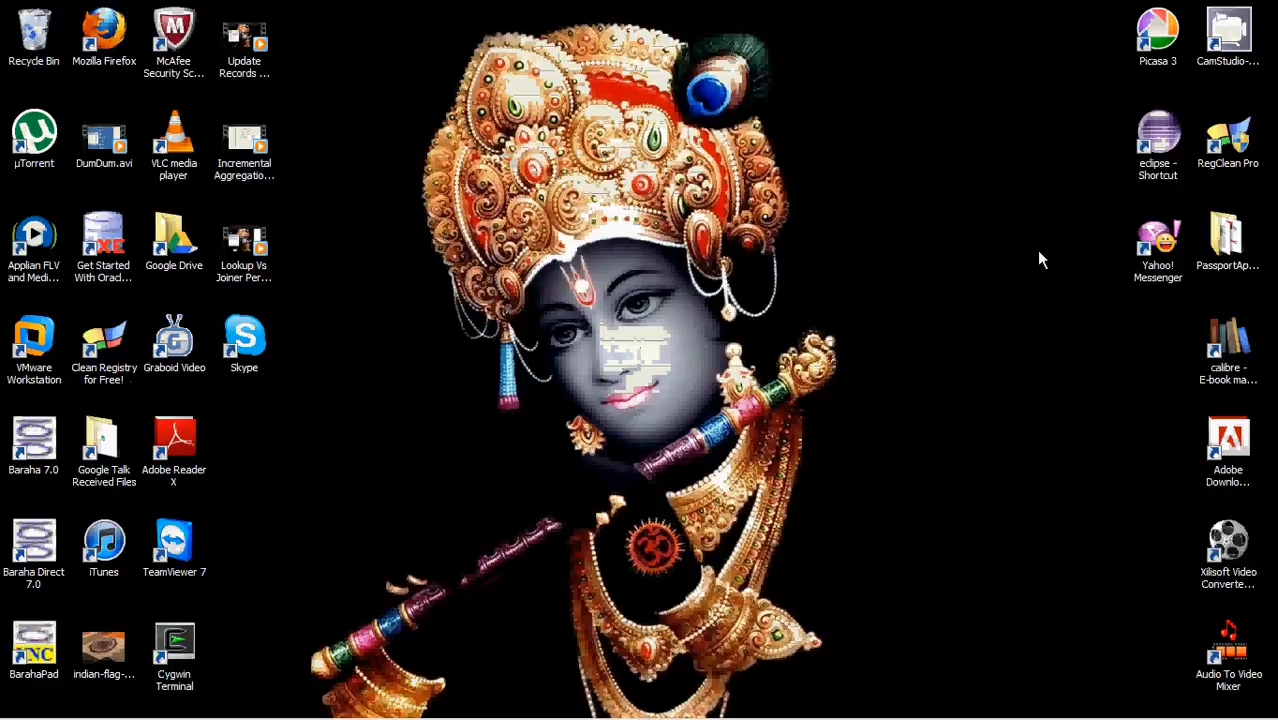 Recycle Bin
Mozilla Firefox
McAfee
Security Sc...
Update
Records ...
Picasa 3
CamStudio-...
µTorrent
DumDum.avi
VLC media
player
Incremental
Aggregatio...
eclipse -
Shortcut
RegClean Pro
Applian FLV
and Medi...
Get Started
With Oracl...
Google Drive
Lookup Vs
Joiner Per...
Yahoo!
Messenger
PassportAp...
VMware
Workstation
Clean Registry
for Free!
Graboid Video
Skype
calibre -
E-book ma...
Baraha 7.0
Google Talk
Received Files
Adobe Reader
X
Adobe
Downlo...
Baraha Direct
7.0
iTunes
TeamViewer 7
Xilisoft Video
Converte...
BarahaPad
indian-flag-...
Cygwin
Terminal
Audio To Video
Mixer
XE
NC
ॐ